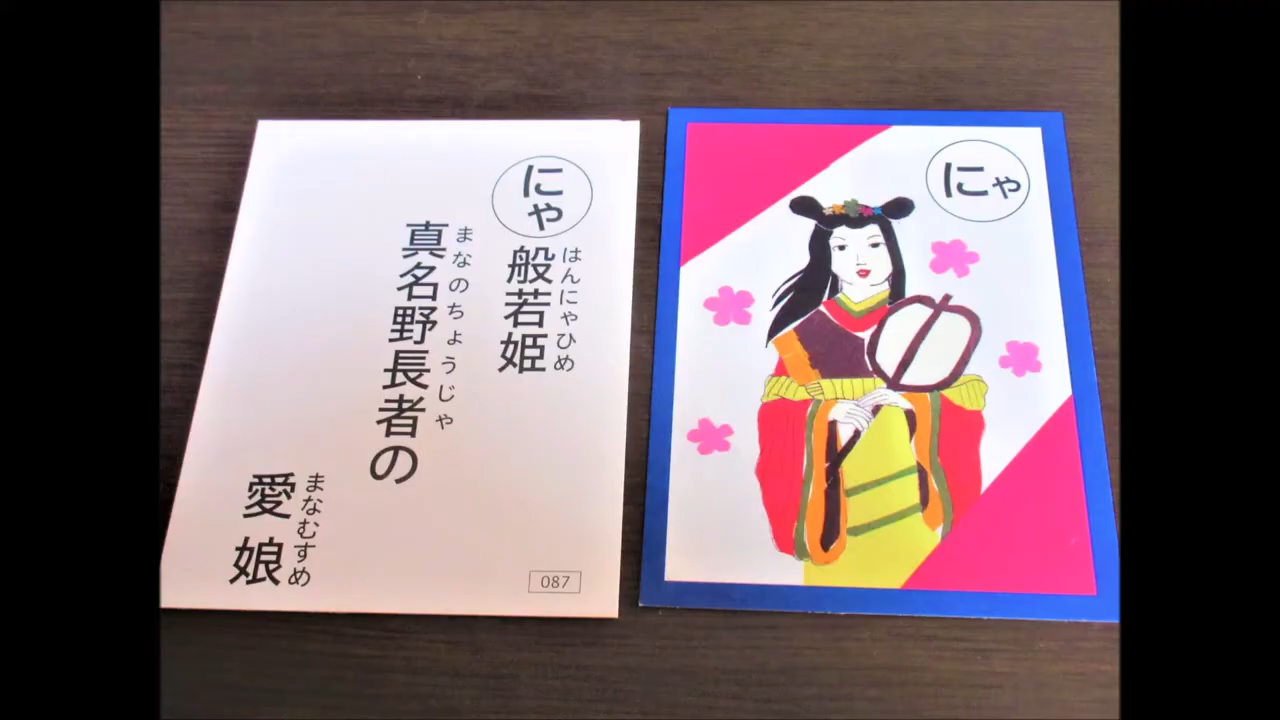 にゃ
般若姫
はんにゃひめ
真名野長者の
まなのちょうじゃ
愛娘
まなむすめ
087
にゃ